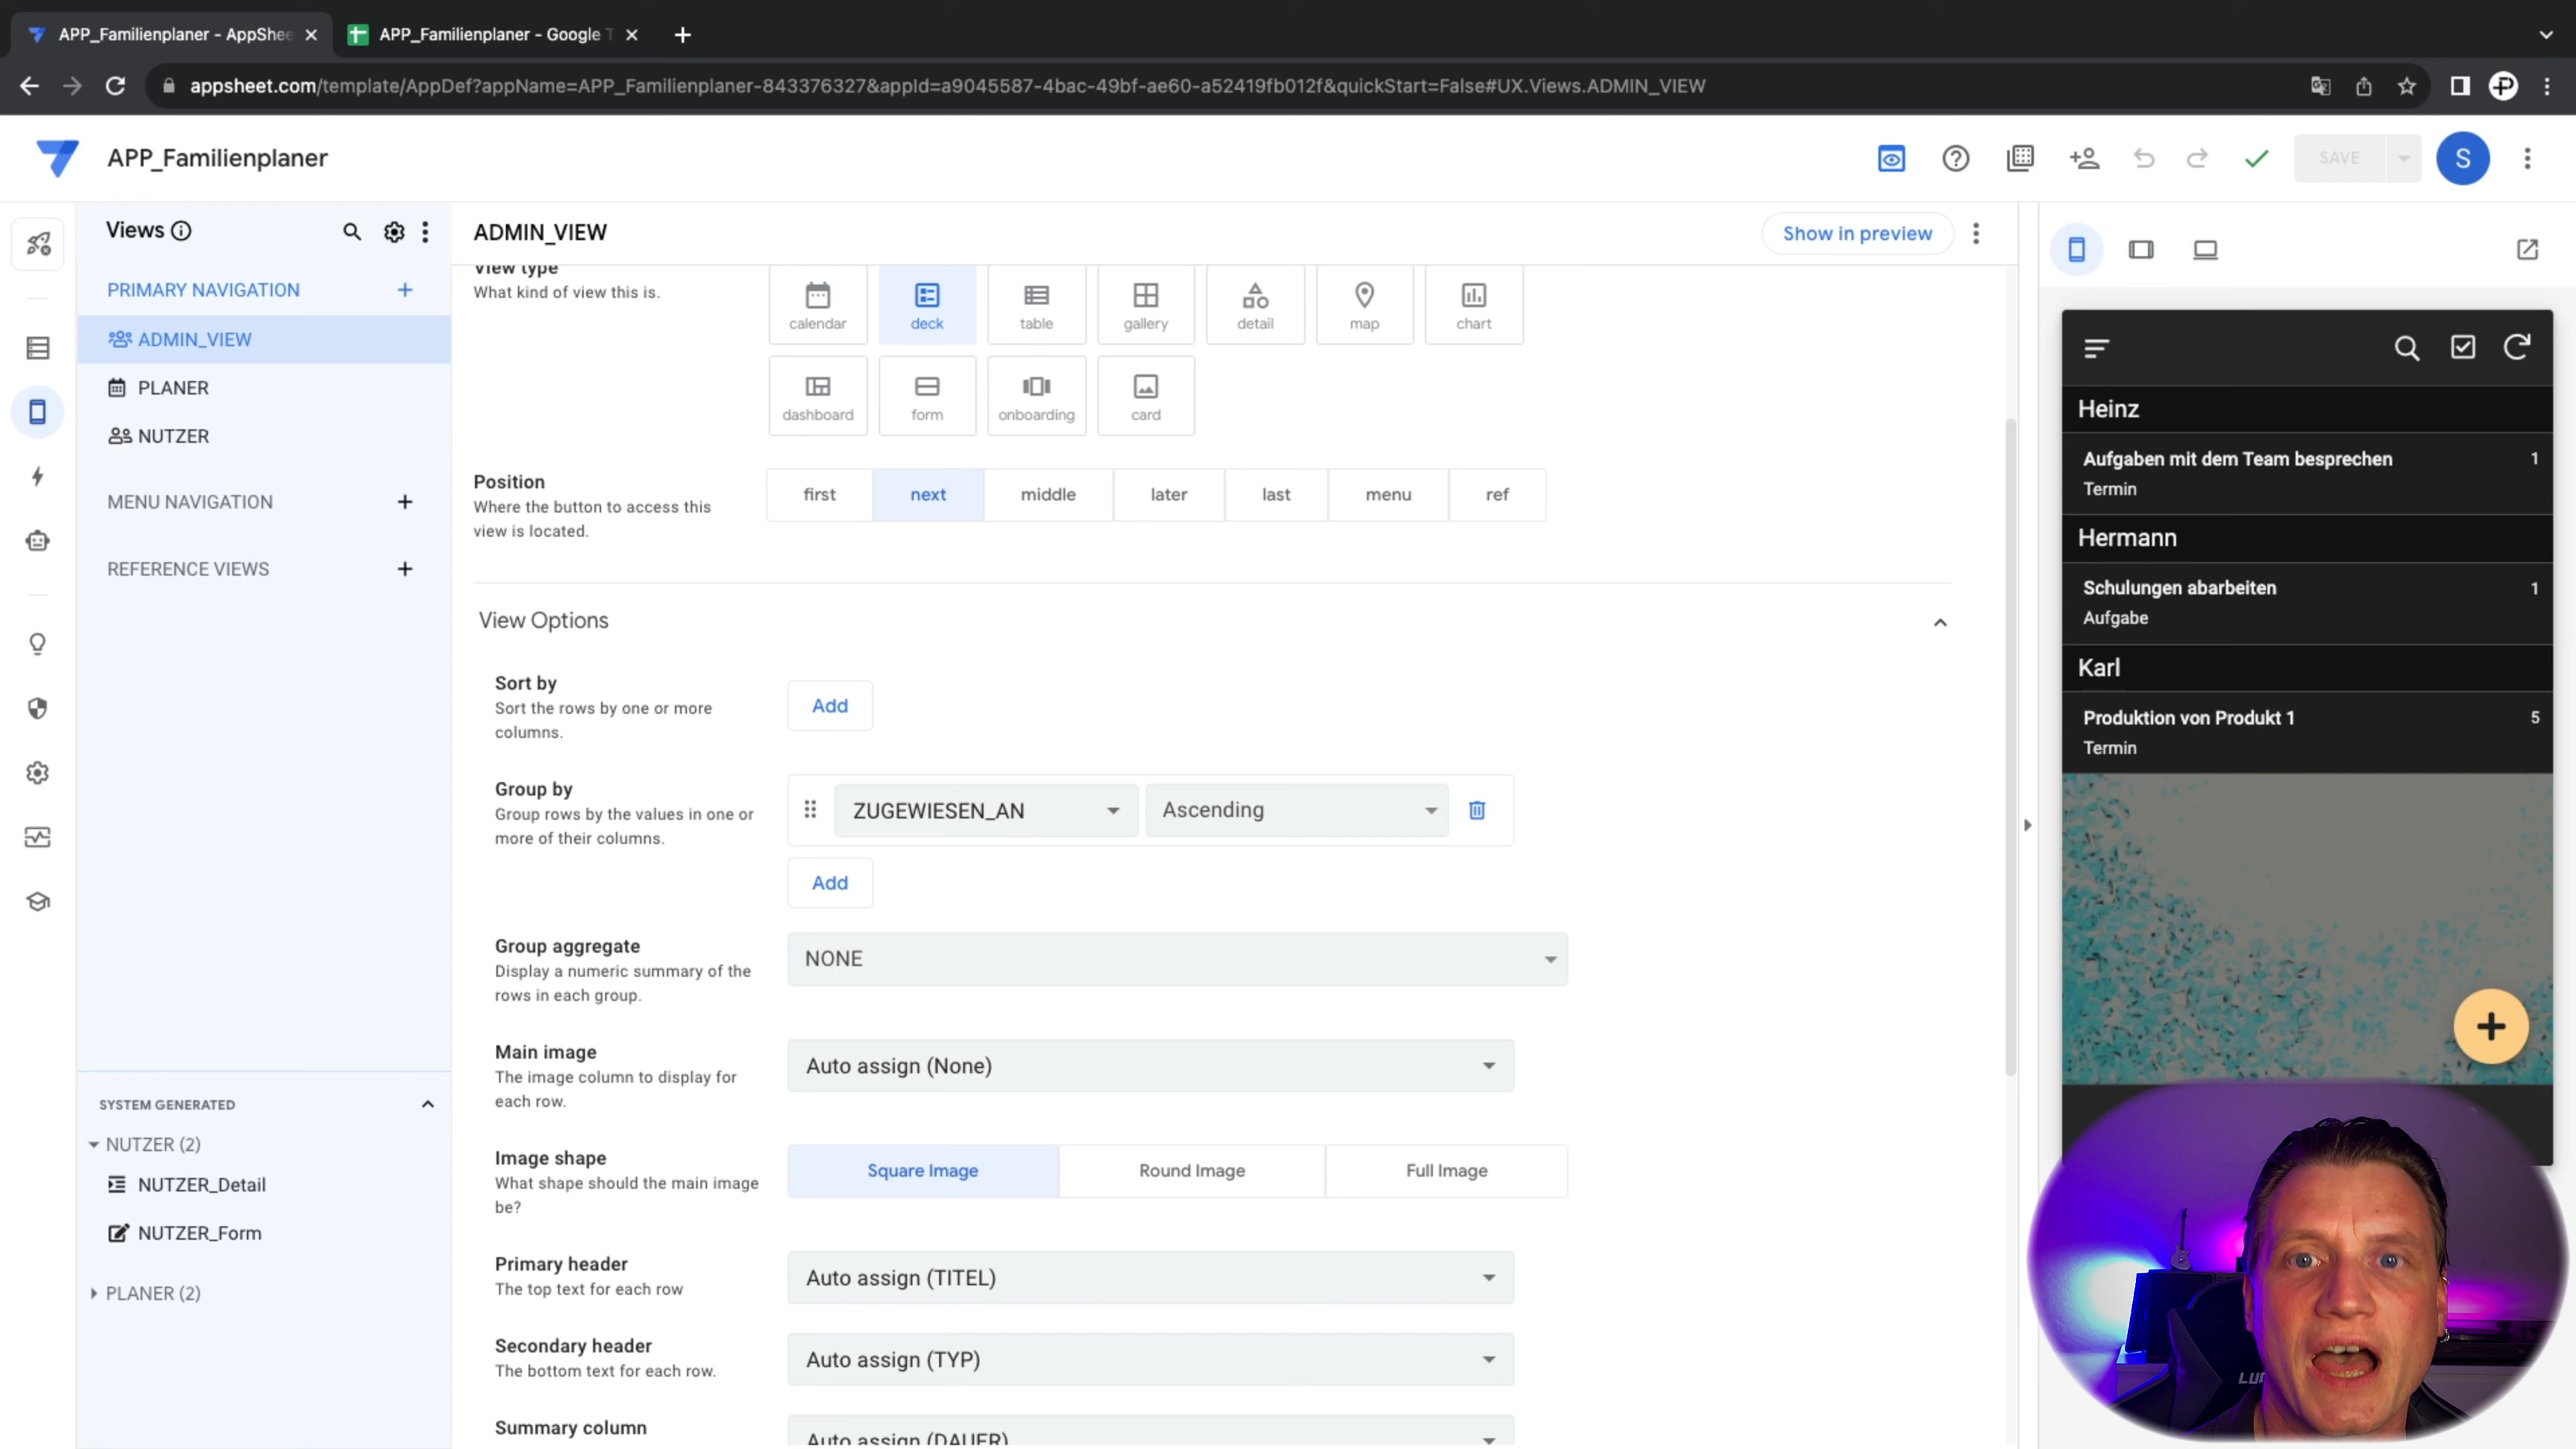 APP_Familienplaner - AppShee
APP_Familienplaner - Google T
appsheet.com/template/AppDef?appName=APP_Familienplaner-843376327&appId=a9045587-4bac-49bf-ae60-a52419fb012f&quickStart=False#UX.Views.ADMIN_VIEW
APP_Familienplaner
SAVE
S
Views
PRIMARY NAVIGATION
ADMIN_VIEW
PLANER
NUTZER
MENU NAVIGATION
REFERENCE VIEWS
SYSTEM GENERATED
NUTZER (2)
NUTZER_Detail
NUTZER_Form
PLANER (2)
ADMIN_VIEW
Show in preview
View type
What kind of view this is.
calendar
deck
table
gallery
detail
map
chart
dashboard
form
onboarding
card
Position
Where the button to access this
view is located.
first
next
middle
later
last
menu
ref
View Options
Sort by
Sort the rows by one or more
columns.
Add
Group by
Group rows by the values in one or
more of their columns.
ZUGEWIESEN_AN
Ascending
Add
Group aggregate
Display a numeric summary of the
rows in each group.
NONE
Main image
The image column to display for
each row.
Auto assign (None)
Image shape
What shape should the main image
be?
Square Image
Round Image
Full Image
Primary header
The top text for each row
Auto assign (TITEL)
Secondary header
The bottom text for each row.
Auto assign (TYP)
Summary column
Auto assign (DAUER)
Heinz
Aufgaben mit dem Team besprechen
1
Termin
Hermann
Schulungen abarbeiten
1
Aufgabe
Karl
Produktion von Produkt 1
5
Termin